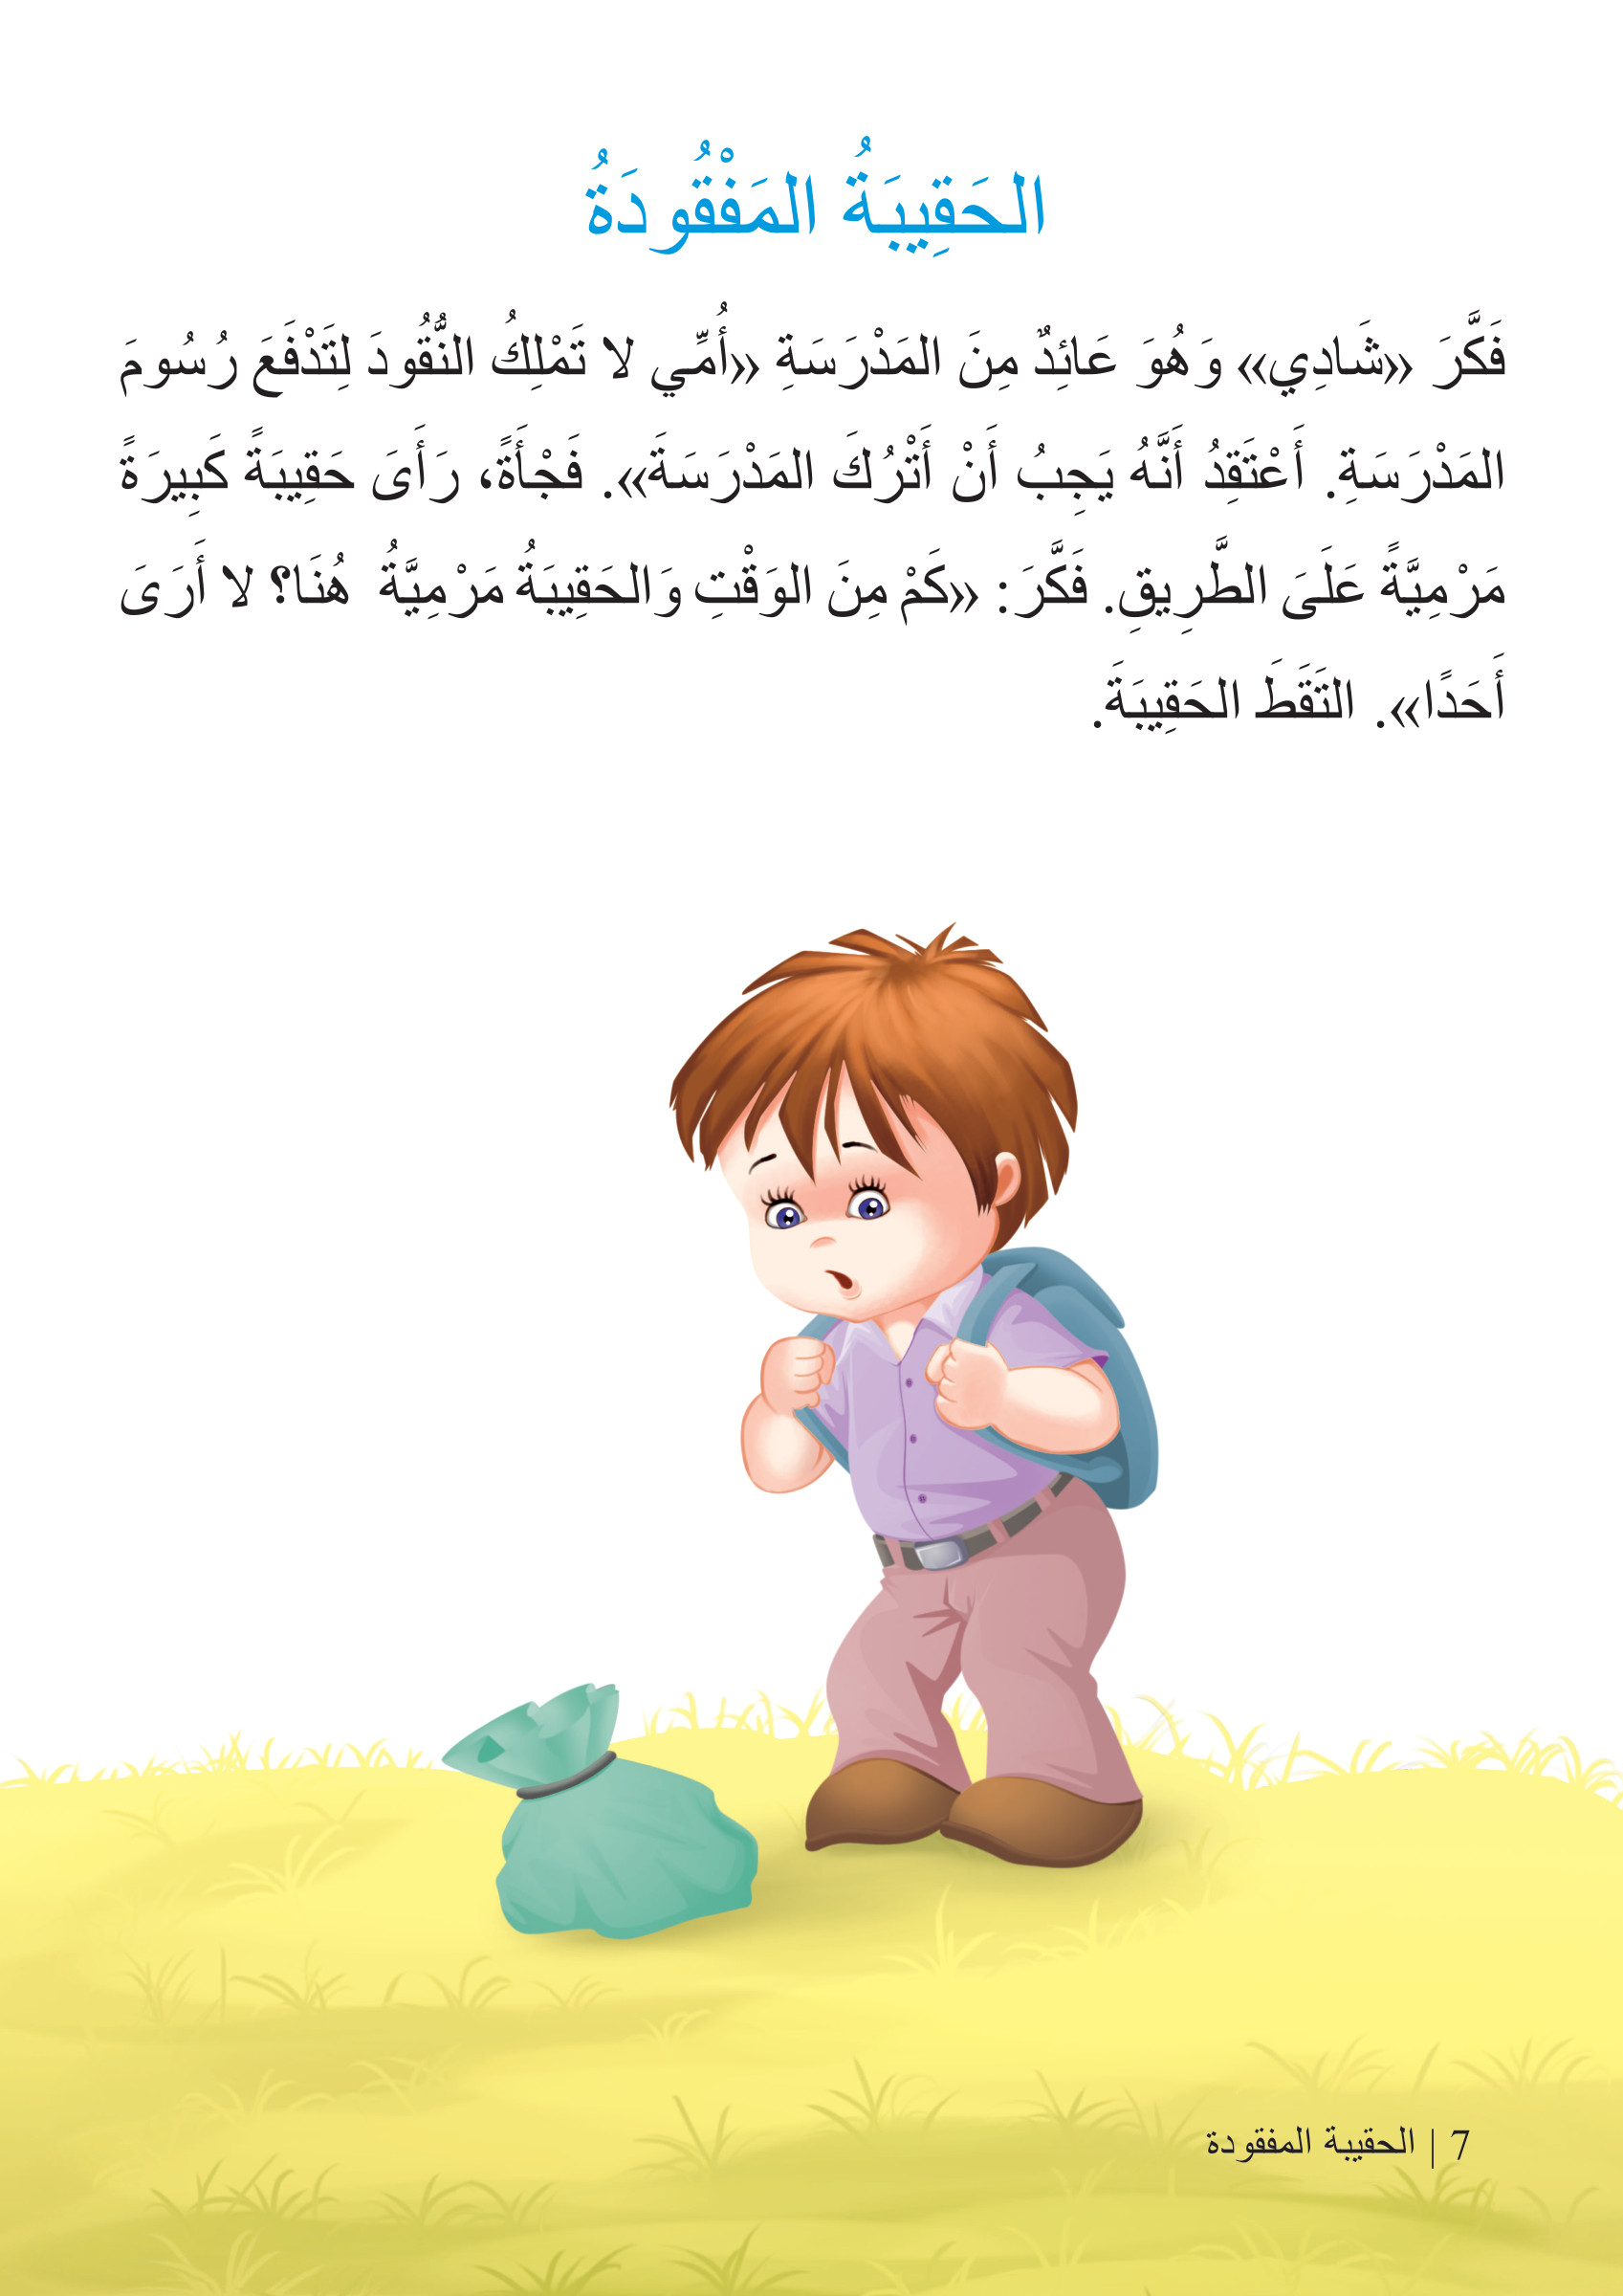 الحَقِيبَةُ المَفْقُودَةُ
فَكَّرَ «شَادِي» وَهُوَ عَائِدٌ مِنَ المَدْرَسَةِ «أُمِّي لا تَمْلِكُ النُّقُودَ لِتَدْفَعَ رُسُومَ
المَدْرَسَةِ. أَعْتَقِدُ أَنَّهُ يَجِبُ أَنْ أَتْرُكَ المَدْرَسَةَ». فَجْأَةً، رَأَىَ حَقِيبَةً كَبِيرَةً
مَرْمِيَّةً عَلَىَ الطَّرِيقِ. فَكَّرَ: «كَمْ مِنَ الوَقْتِ وَالحَقِيبَةُ مَرْمِيَّةُ هُنَا؟ لا أَرَىَ
أَحَدًا». التَقَطَ الحَقِيبَةَ.
7 | الحقيبة المفقودة